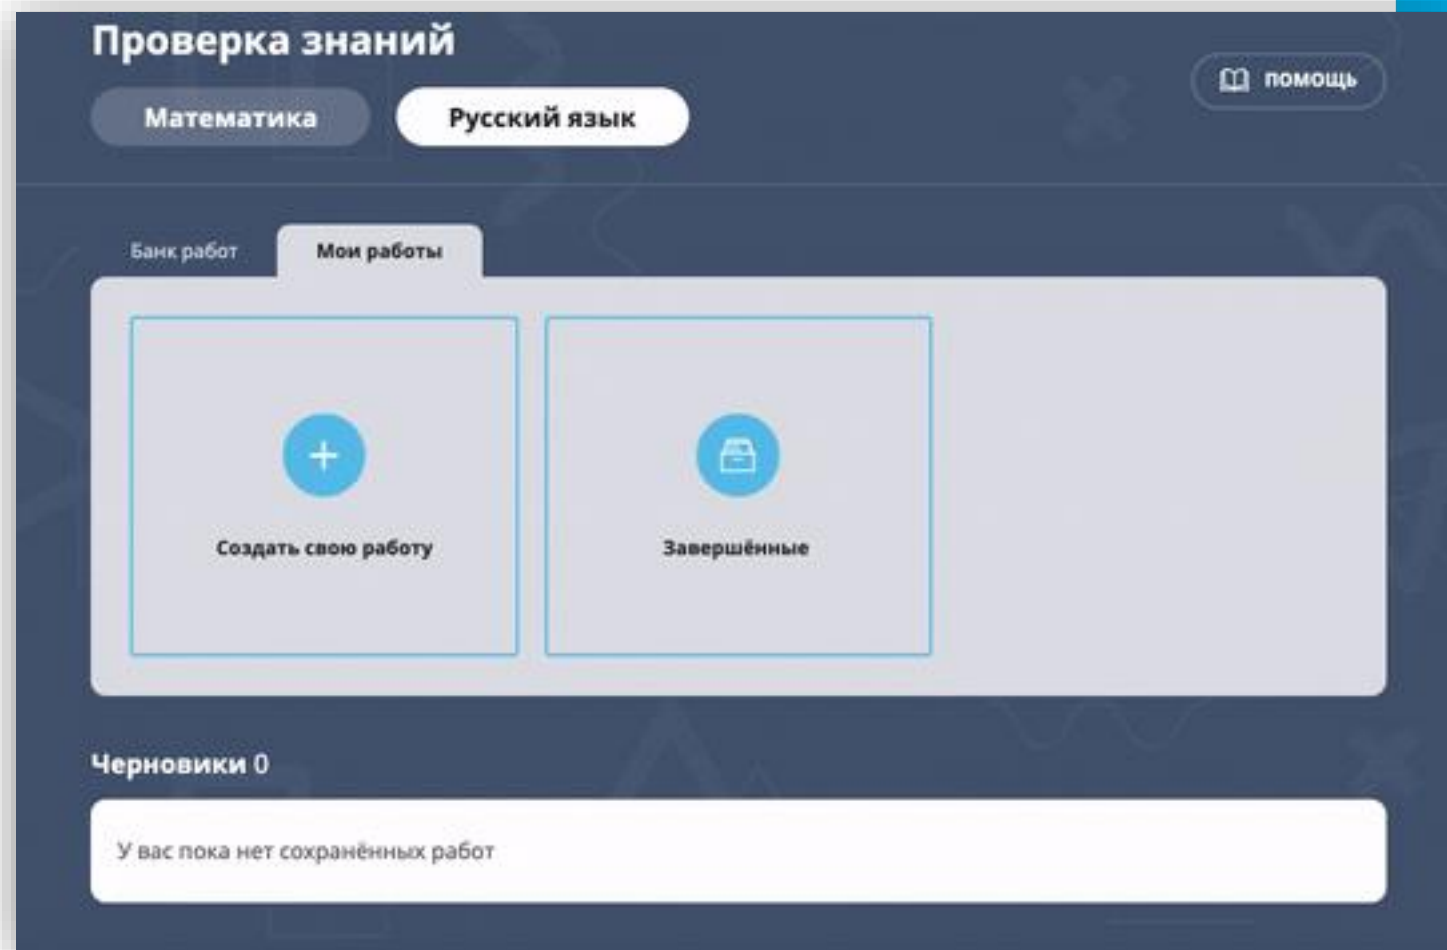 Проверка знаний
помощь
Математика
Русский язык
Банк работ
Мои работы
Создать свою работу
Завершённые
Черновики 0
У вас пока нет сохранённых работ